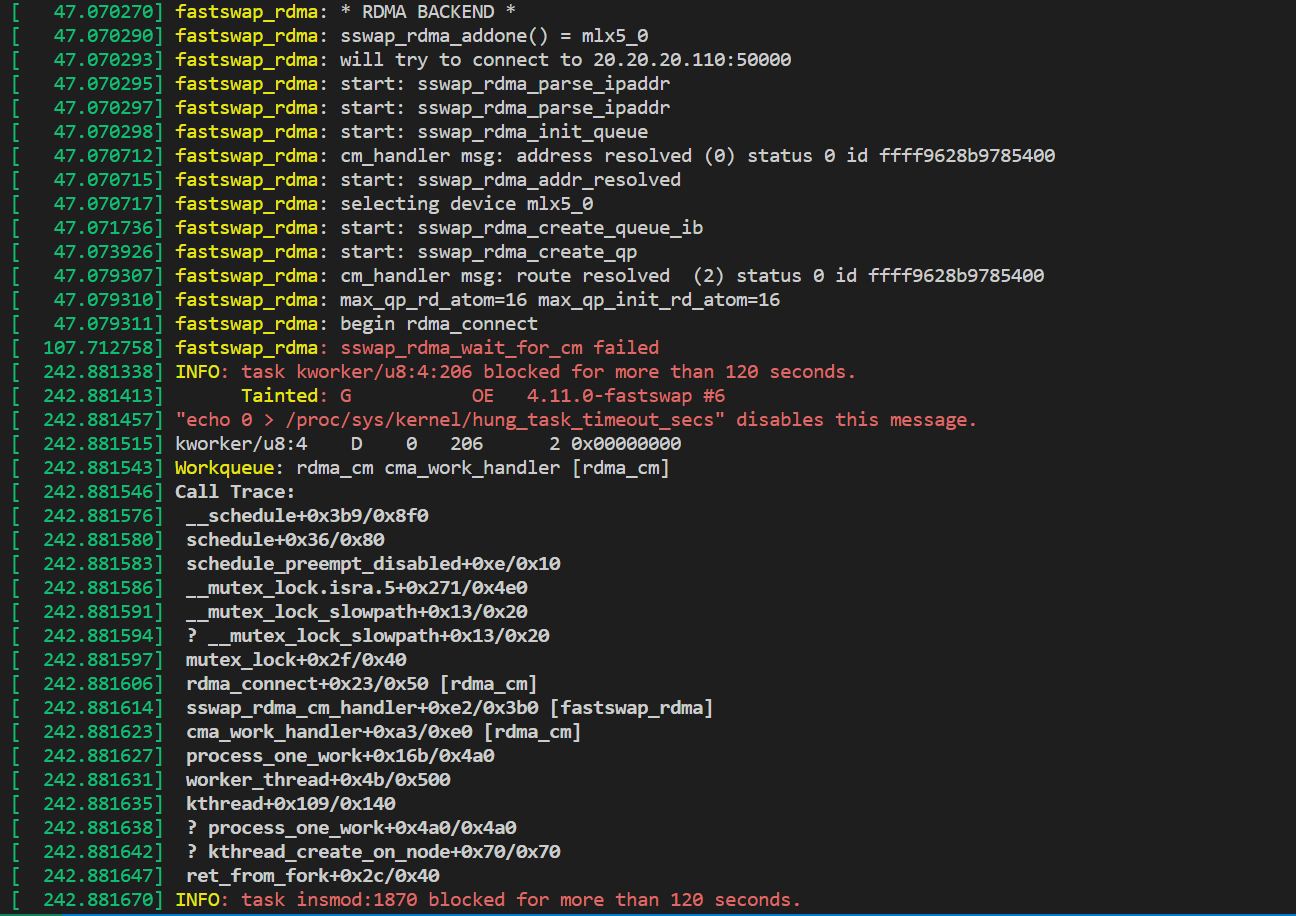 [   47.070270] fastswap_rdma: * RDMA BACKEND *
[   47.070290] fastswap_rdma: sswap_rdma_addone() = mlx5_0
[   47.070293] fastswap_rdma: will try to connect to 20.20.20.110:50000
[   47.070295] fastswap_rdma: start: sswap_rdma_parse_ipaddr
[   47.070297] fastswap_rdma: start: sswap_rdma_parse_ipaddr
[   47.070298] fastswap_rdma: start: sswap_rdma_init_queue
[   47.070712] fastswap_rdma: cm_handler msg: address resolved (0) status 0 id ffff9628b9785400
[   47.070715] fastswap_rdma: start: sswap_rdma_addr_resolved
[   47.070717] fastswap_rdma: selecting device mlx5_0
[   47.071736] fastswap_rdma: start: sswap_rdma_create_queue_ib
[   47.073926] fastswap_rdma: start: sswap_rdma_create_qp
[   47.079307] fastswap_rdma: cm_handler msg: route resolved  (2) status 0 id ffff9628b9785400
[   47.079310] fastswap_rdma: max_qp_rd_atom=16 max_qp_init_rd_atom=16
[   47.079311] fastswap_rdma: begin rdma_connect
[  107.712758] fastswap_rdma: sswap_rdma_wait_for_cm failed
[  242.881338] INFO: task kworker/u8:4:206 blocked for more than 120 seconds.
[  242.881413]       Tainted: G           OE   4.11.0-fastswap #6
[  242.881457] "echo 0 > /proc/sys/kernel/hung_task_timeout_secs" disables this message.
[  242.881515] kworker/u8:4    D    0   206      2 0x00000000
[  242.881543] Workqueue: rdma_cm cma_work_handler [rdma_cm]
[  242.881546] Call Trace:
[  242.881576]  __schedule+0x3b9/0x8f0
[  242.881580]  schedule+0x36/0x80
[  242.881583]  schedule_preempt_disabled+0xe/0x10
[  242.881586]  __mutex_lock.isra.5+0x271/0x4e0
[  242.881591]  __mutex_lock_slowpath+0x13/0x20
[  242.881594]  ? __mutex_lock_slowpath+0x13/0x20
[  242.881597]  mutex_lock+0x2f/0x40
[  242.881606]  rdma_connect+0x23/0x50 [rdma_cm]
[  242.881614]  sswap_rdma_cm_handler+0xe2/0x3b0 [fastswap_rdma]
[  242.881623]  cma_work_handler+0xa3/0xe0 [rdma_cm]
[  242.881627]  process_one_work+0x16b/0x4a0
[  242.881631]  worker_thread+0x4b/0x500
[  242.881635]  kthread+0x109/0x140
[  242.881638]  ? process_one_work+0x4a0/0x4a0
[  242.881642]  ? kthread_create_on_node+0x70/0x70
[  242.881647]  ret_from_fork+0x2c/0x40
[  242.881670] INFO: task insmod:1870 blocked for more than 120 seconds.